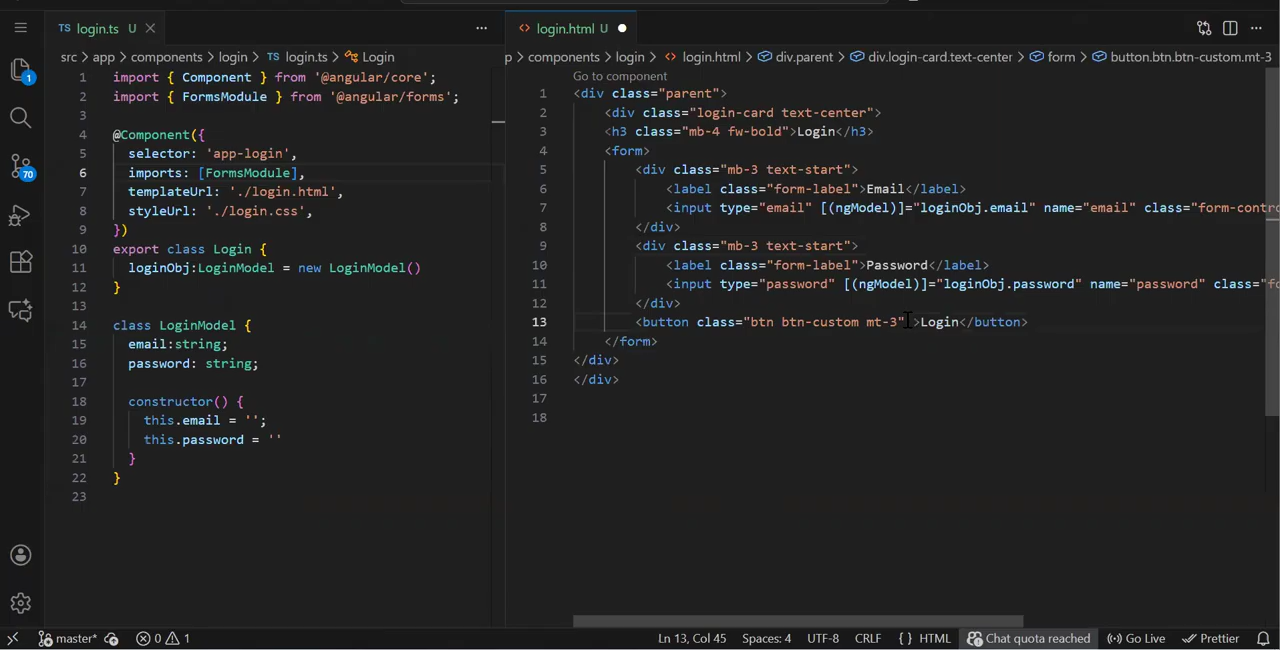 TS login.ts U
src > app > components > login > TS login.ts > Login
1 import { Component } from '@angular/core';
2 import { FormsModule } from '@angular/forms';
3
4 @Component({
5 selector: 'app-login',
6 imports: [FormsModule],
7 templateUrl: './login.html',
8 styleUrl: './login.css',
9 })
10 export class Login {
11 loginObj:LoginModel = new LoginModel()
12 }
13
14 class LoginModel {
15 email:string;
16 password: string;
17
18 constructor() {
19 this.email = '';
20 this.password = ''
21 }
22 }
23
<> login.html U
p > components > login > <> login.html > div.parent > div.login-card.text-center > form > button.btn.btn-custom.mt-3
Go to component
1 <div class="parent">
2 <div class="login-card text-center">
3 <h3 class="mb-4 fw-bold">Login</h3>
4 <form>
5 <div class="mb-3 text-start">
6 <label class="form-label">Email</label>
7 <input type="email" [(ngModel)]="loginObj.email" name="email" class="form-contr
8 </div>
9 <div class="mb-3 text-start">
10 <label class="form-label">Password</label>
11 <input type="password" [(ngModel)]="loginObj.password" name="password" class="fo
12 </div>
13 <button class="btn btn-custom mt-3" >Login</button>
14 </form>
15 </div>
16 </div>
17
18
1
70
master* 0 1 Ln 13, Col 45 Spaces: 4 UTF-8 CRLF { } HTML Chat quota reached Go Live Prettier